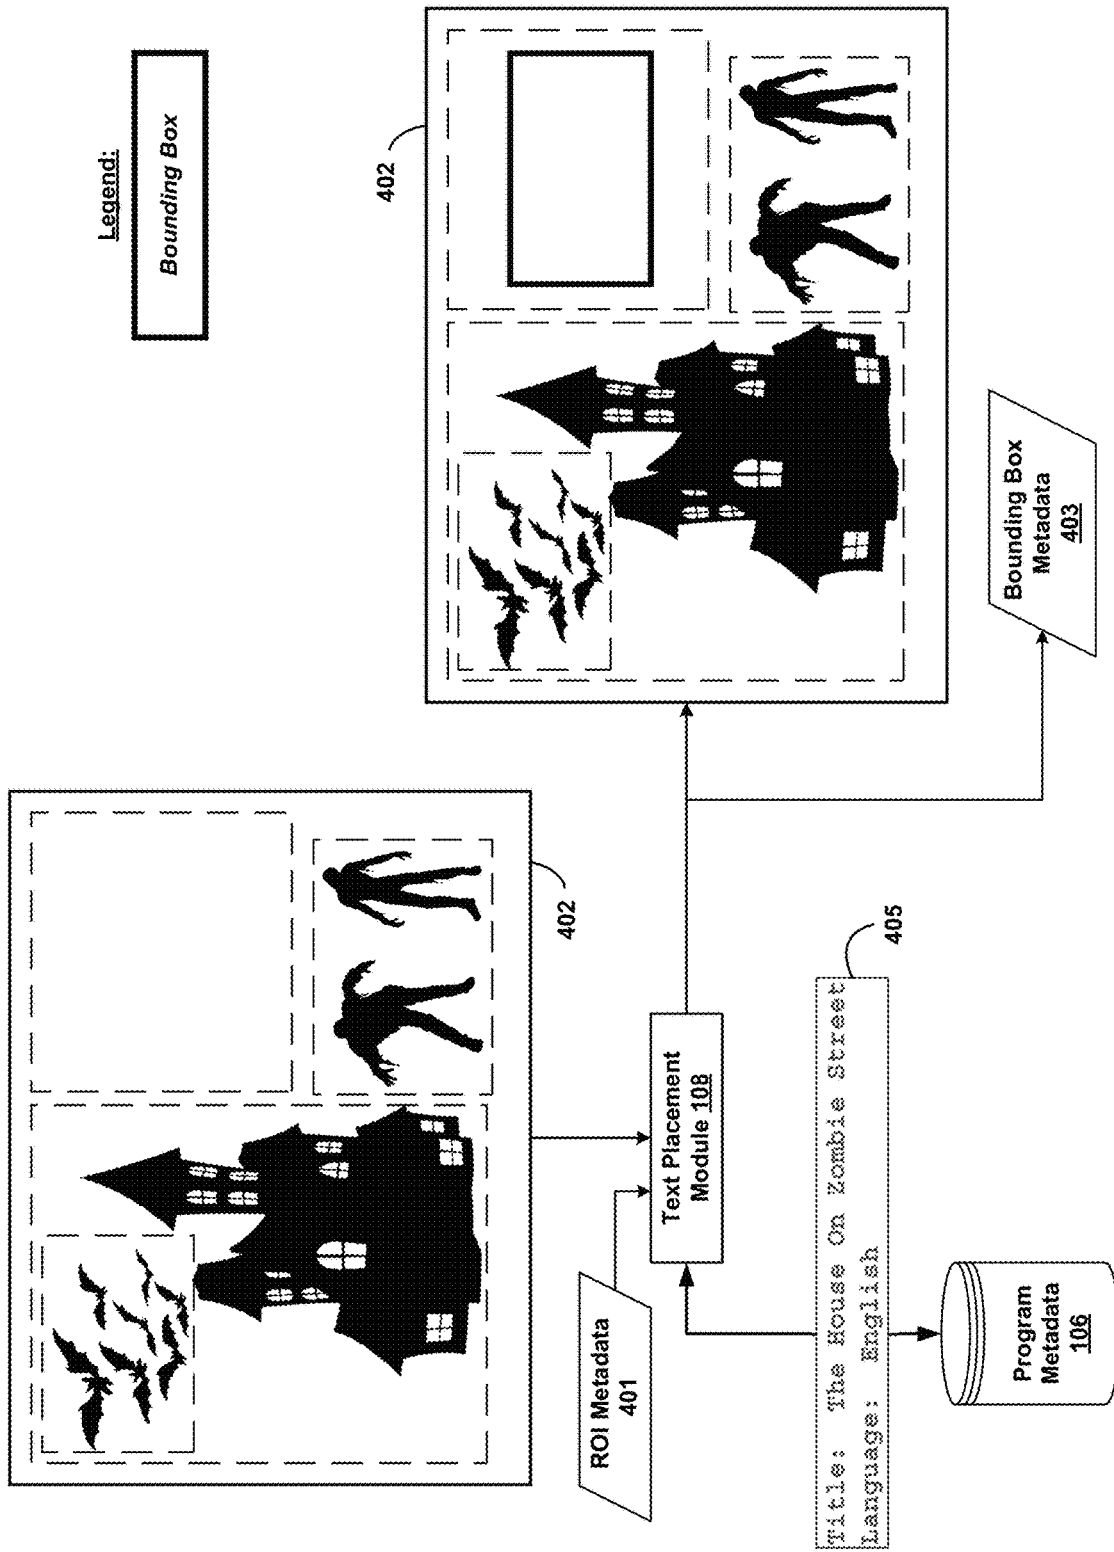 Legend:
Bounding Box
402
402
ROI Metadata
401
Text Placement
Module 108
Title: The House On Zombie Street
Language: English
405
Program
Metadata
106
Bounding Box
Metadata
403